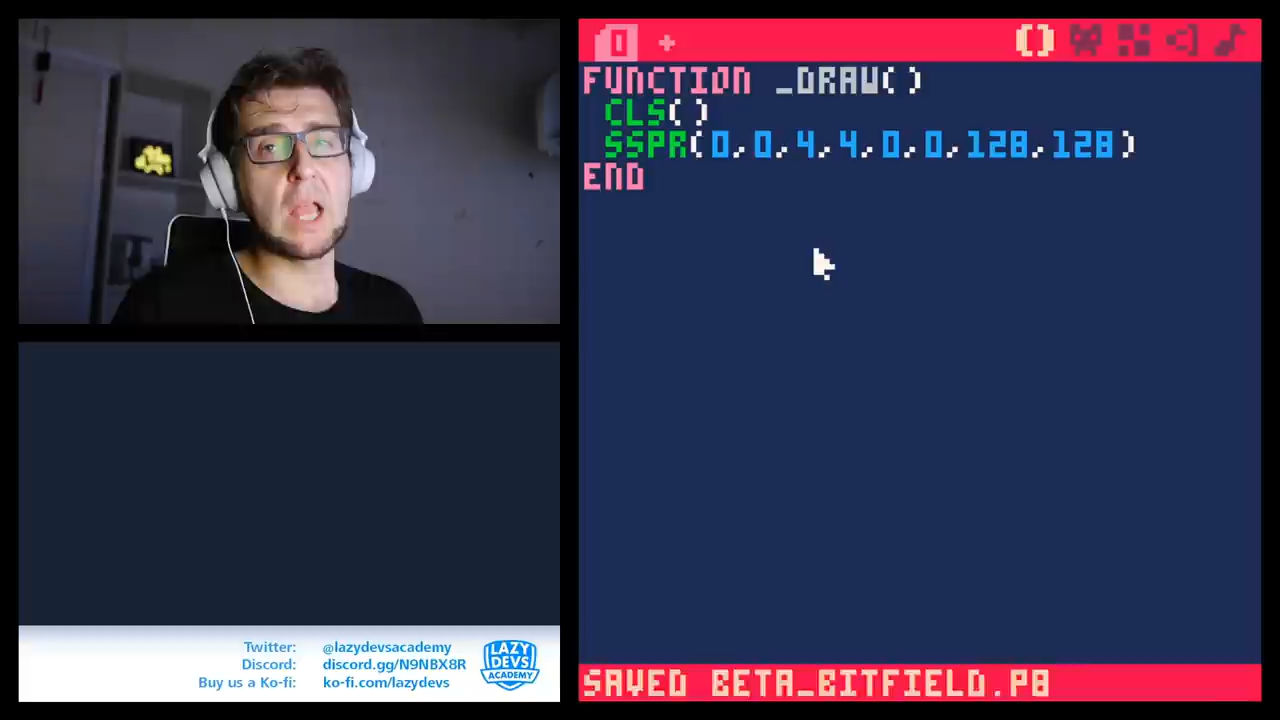 0 +
FUNCTION _DRAW()
CLS()
SSPR(0,0,4,4,0,0,128,128)
END
Twitter: @lazydevsacademy
Discord: discord.gg/N9NBX8R
Buy us a Ko-fi: ko-fi.com/lazydevs
LAZY
DEVS
ACADEMY
SAVED BETA_BITFIELD.P8